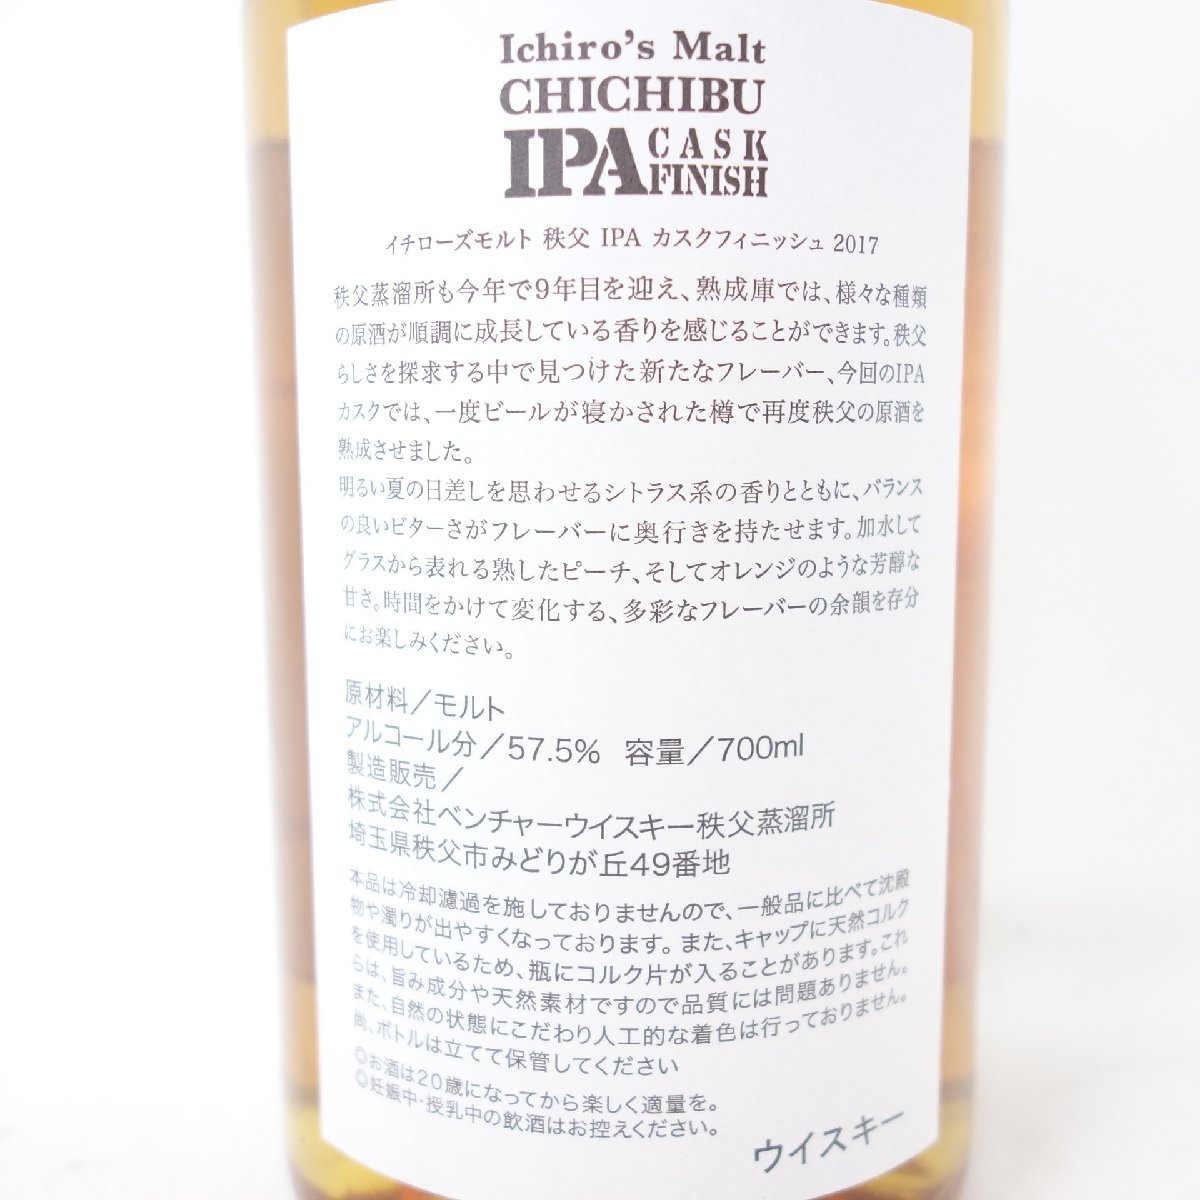 Ichiro's Malt
CHICHIBU
IPA CASK FINISH
イチローズモルト 秩父 IPA カスクフィニッシュ 2017
秩父蒸溜所も今年で9年目を迎え、熟成庫では、様々な種類
の原酒が順調に成長している香りを感じることができます。秩父
らしさを探求する中で見つけた新たなフレーバー、今回のIPA
カスクでは、一度ビールが寝かされた樽で再度秩父の原酒を
熟成させました。
明るい夏の日差しを思わせるシトラス系の香りとともに、バランス
の良いビターさがフレーバーに奥行きを持たせます。加水して
グラスから表れる熟したピーチ、そしてオレンジのような芳醇な
甘さ。時間をかけて変化する、多彩なフレーバーの余韻を存分
にお楽しみください。
原材料／モルト
アルコール分／57.5% 容量／700ml
製造販売／
株式会社ベンチャーウイスキー秩父蒸溜所
埼玉県秩父市みどりが丘49番地
本品は冷却濾過を施しておりませんので、一般品に比べて沈殿
物や濁りが出やすくなっております。また、キャップに天然コルク
を使用しているため、瓶にコルク片が入ることがあります。これ
らは、旨み成分や天然素材ですので品質には問題ありません。
また、自然の状態にこだわり人工的な着色は行っておりません。
尚、ボトルは立てて保管してください
◎お酒は20歳になってから楽しく適量を。
◎妊娠中・授乳中の飲酒はお控えください。
ウイスキー